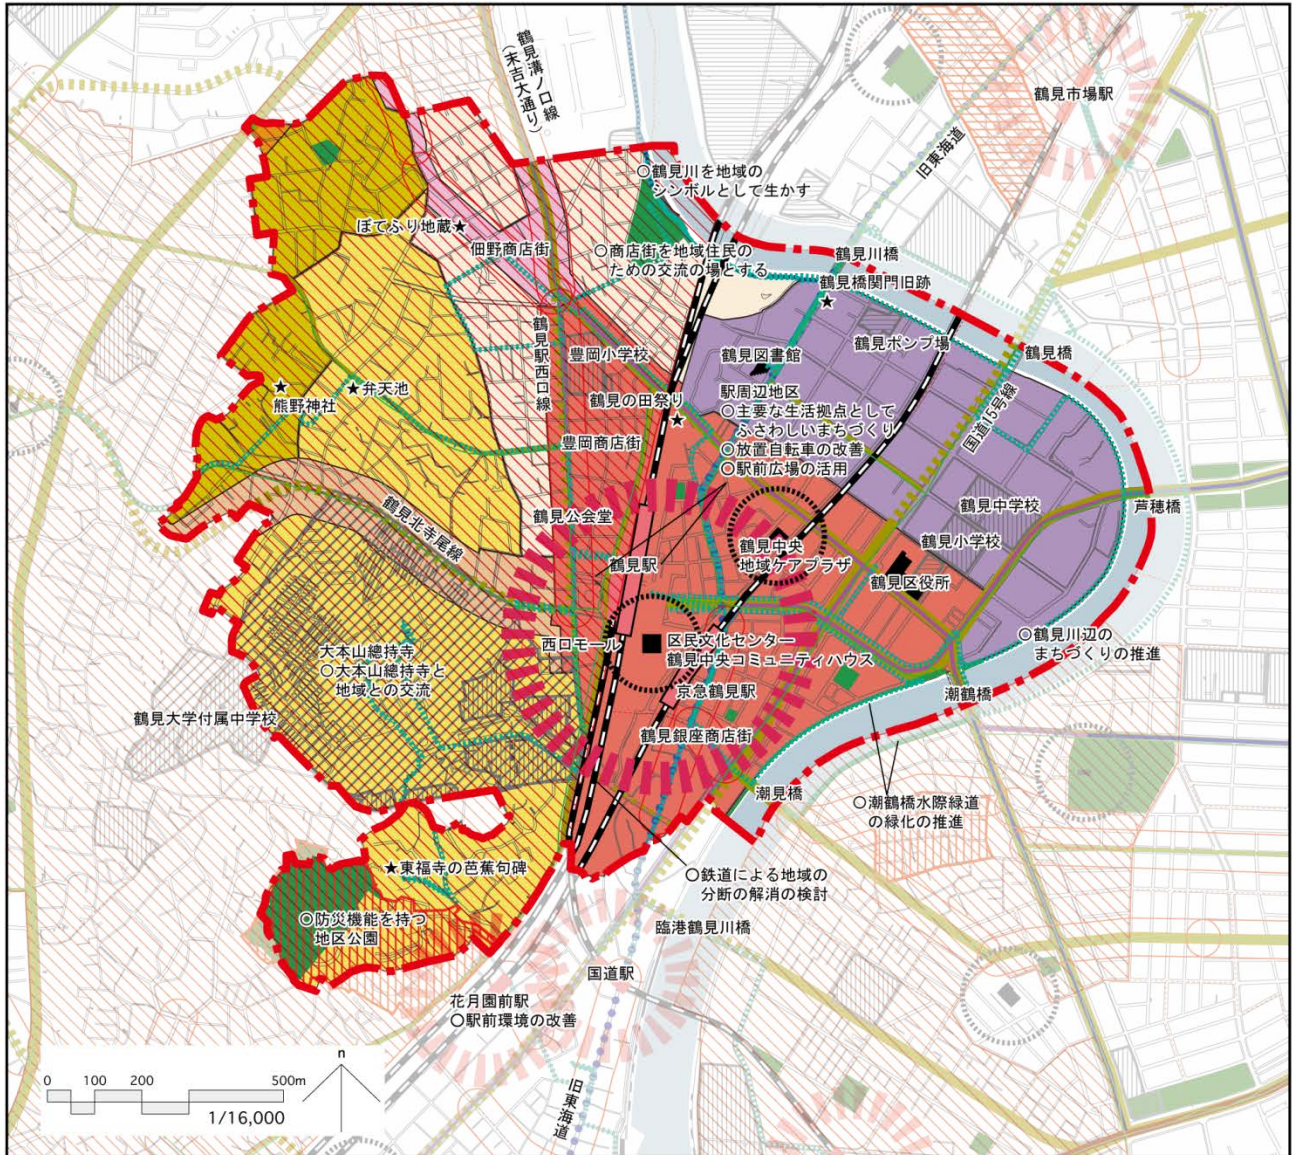 鶴見溝ノ口線
(末吉大通り)
鶴見市場駅
旧東海道
○鶴見川を地域の
シンボルとして生かす
ぼてふり地蔵★
佃野商店街
○商店街を地域住民の
ための交流の場とする
鶴見川橋
鶴見橋関門旧跡
★
鶴見駅西口線
豊岡小学校
鶴見図書館
鶴見ポンプ場
鶴見橋
国道15号線
★
熊野神社
★弁天池
鶴見の田祭り
★
駅周辺地区
○主要な生活拠点として
ふさわしいまちづくり
○放置自転車の改善
○駅前広場の活用
豊岡商店街
鶴見北寺尾線
鶴見公会堂
鶴見中学校
芦穂橋
鶴見小学校
鶴見駅
鶴見中央
地域ケアプラザ
鶴見区役所
西口モール
区民文化センター
鶴見中央コミュニティハウス
○鶴見川辺の
まちづくりの推進
大本山總持寺
○大本山總持寺と
地域との交流
京急鶴見駅
潮鶴橋
鶴見大学付属中学校
鶴見銀座商店街
潮見橋
○潮鶴橋水際緑道
の緑化の推進
★東福寺の芭蕉句碑
○鉄道による地域の
分断の解消の検討
◎防災機能を持つ
地区公園
臨港鶴見川橋
国道駅
花月園前駅
○駅前環境の改善
旧東海道
n
0 100 200 500m
1/16,000